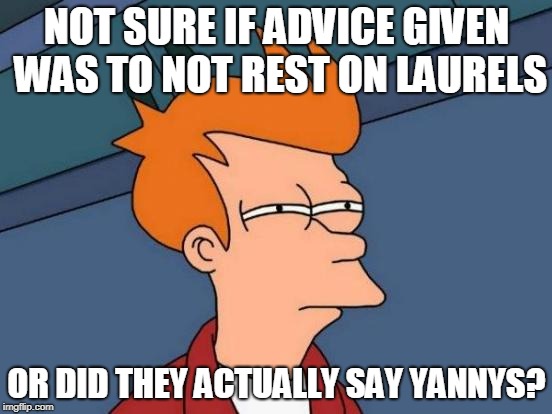 NOT SURE IF ADVICE GIVEN
WAS TO NOT REST ON LAURELS
OR DID THEY ACTUALLY SAY YANNYS?
imgflip.com